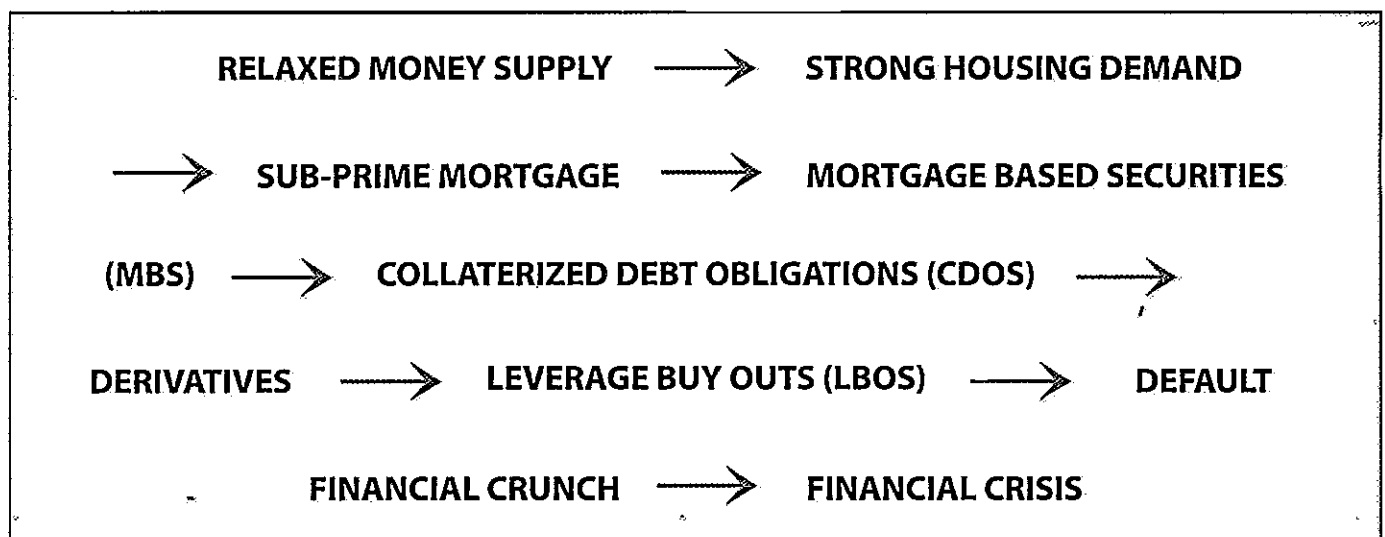 RELAXED MONEY SUPPLY → STRONG HOUSING DEMAND
→ SUB-PRIME MORTGAGE → MORTGAGE BASED SECURITIES
(MBS) → COLLATERIZED DEBT OBLIGATIONS (CDOS) →
DERIVATIVES → LEVERAGE BUY OUTS (LBOS) → DEFAULT
FINANCIAL CRUNCH → FINANCIAL CRISIS